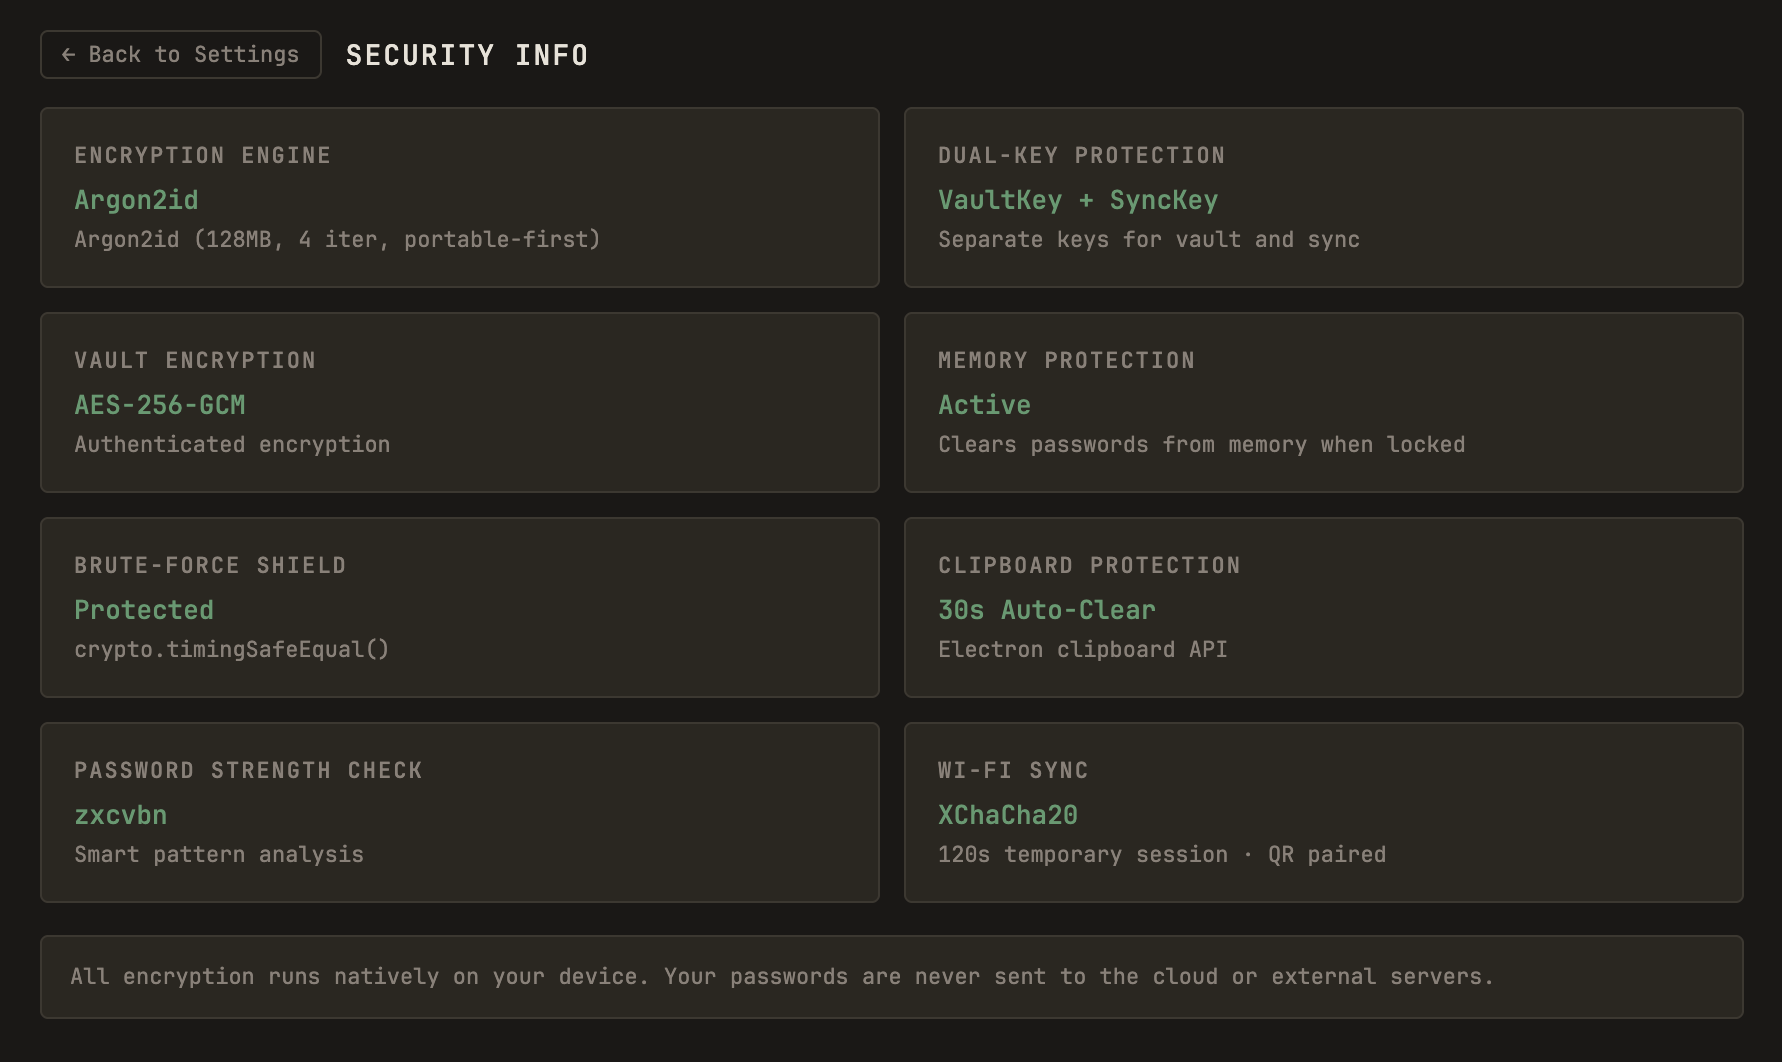 ← Back to Settings
SECURITY INFO
ENCRYPTION ENGINE
Argon2id
Argon2id (128MB, 4 iter, portable-first)
DUAL-KEY PROTECTION
VaultKey + SyncKey
Separate keys for vault and sync
VAULT ENCRYPTION
AES-256-GCM
Authenticated encryption
MEMORY PROTECTION
Active
Clears passwords from memory when locked
BRUTE-FORCE SHIELD
Protected
crypto.timingSafeEqual()
CLIPBOARD PROTECTION
30s Auto-Clear
Electron clipboard API
PASSWORD STRENGTH CHECK
zxcvbn
Smart pattern analysis
WI-FI SYNC
XChaCha20
120s temporary session · QR paired
All encryption runs natively on your device. Your passwords are never sent to the cloud or external servers.